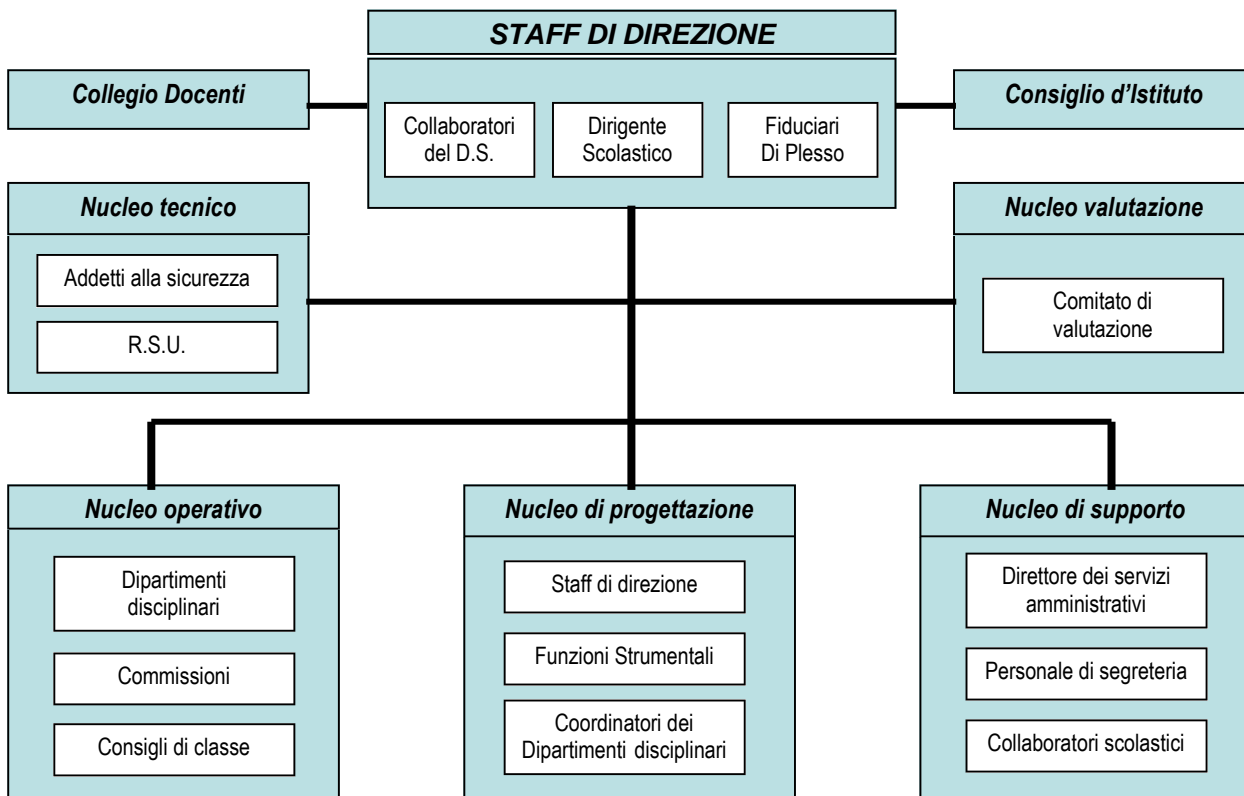 STAFF DI DIREZIONE
Collegio Docenti
Consiglio d'Istituto
Collaboratori
del D.S.
Dirigente
Scolastico
Fiduciari
Di Plesso
Nucleo tecnico
Addetti alla sicurezza
R.S.U.
Nucleo valutazione
Comitato di
valutazione
Nucleo operativo
Dipartimenti
disciplinari
Commissioni
Consigli di classe
Nucleo di progettazione
Staff di direzione
Funzioni Strumentali
Coordinatori dei
Dipartimenti disciplinari
Nucleo di supporto
Direttore dei servizi
amministrativi
Personale di segreteria
Collaboratori scolastici